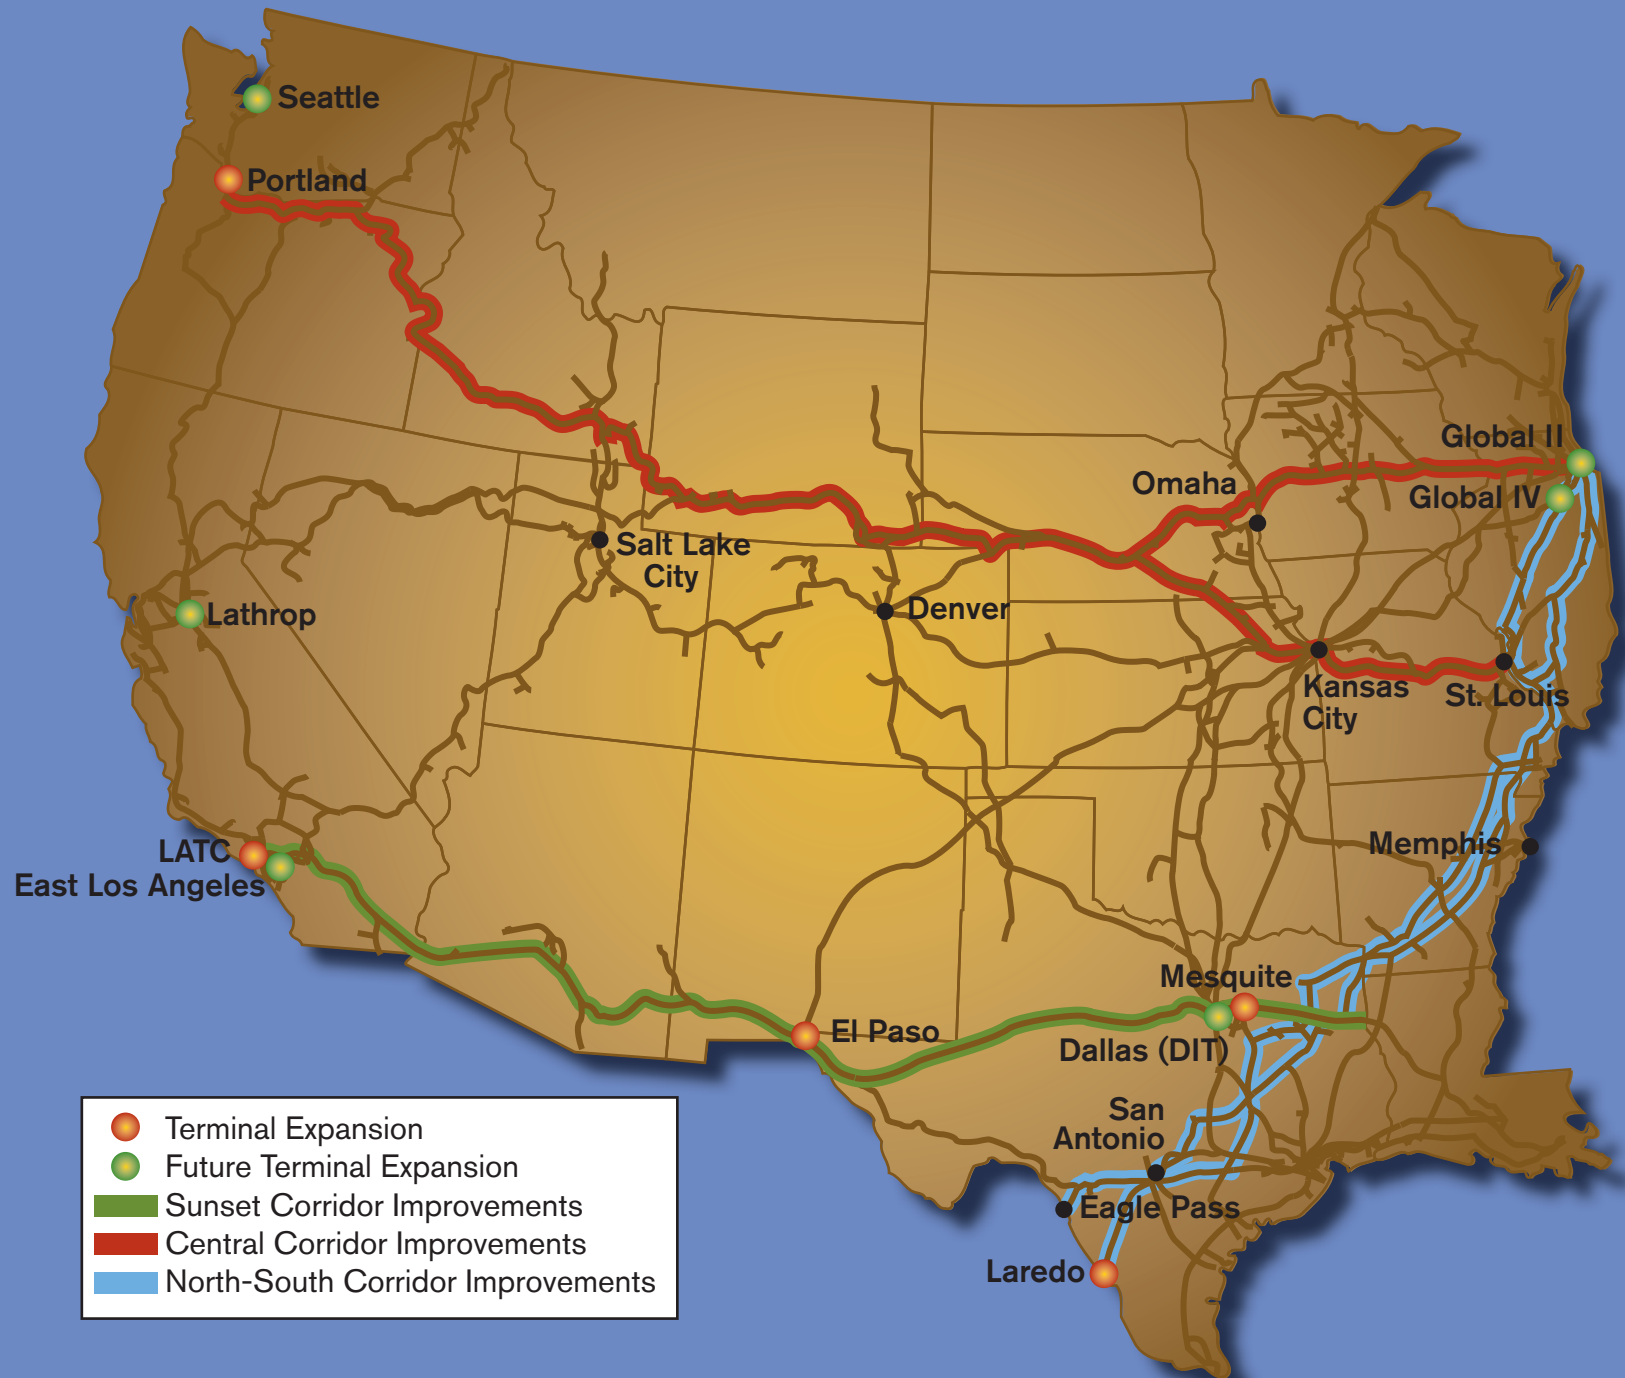 Seattle
Portland
Global II
Omaha
Global IV
Salt Lake
City
Denver
Lathrop
Kansas
City
St. Louis
LATC
East Los Angeles
Memphis
Mesquite
El Paso
Dallas (DIT)
San
Antonio
Eagle Pass
Laredo
Terminal Expansion
Future Terminal Expansion
Sunset Corridor Improvements
Central Corridor Improvements
North-South Corridor Improvements